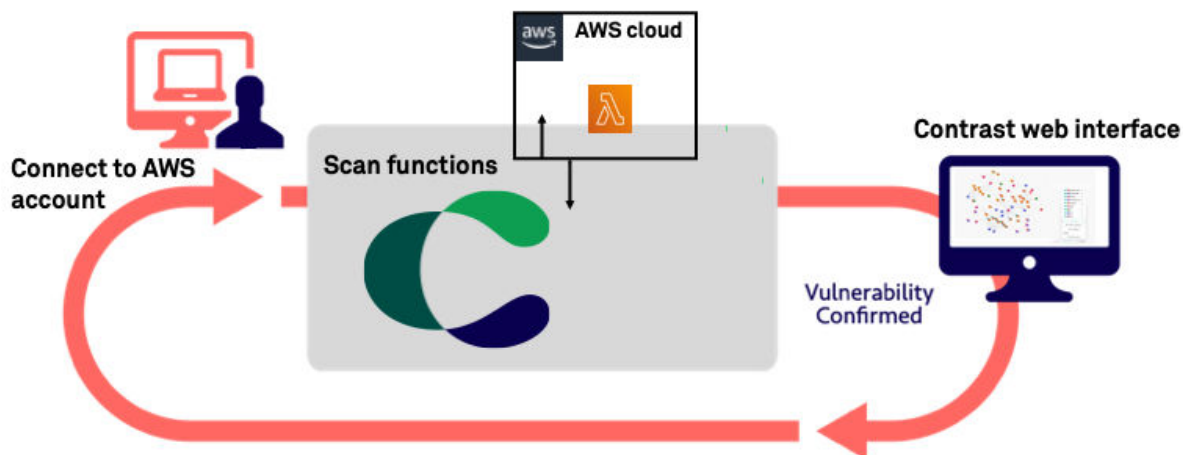 aws
AWS cloud
Connect to AWS
account
Scan functions
Contrast web interface
Vulnerability
Confirmed